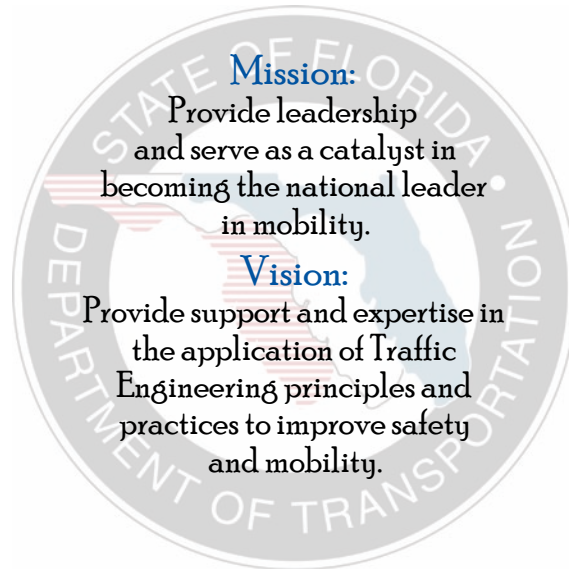 STATE OF FLORIDA
Mission:
Provide leadership
and serve as a catalyst in
becoming the national leader
in mobility.
Vision:
Provide support and expertise in
the application of Traffic
Engineering principles and
practices to improve safety
and mobility.
DEPARTMENT OF TRANSPORTATION